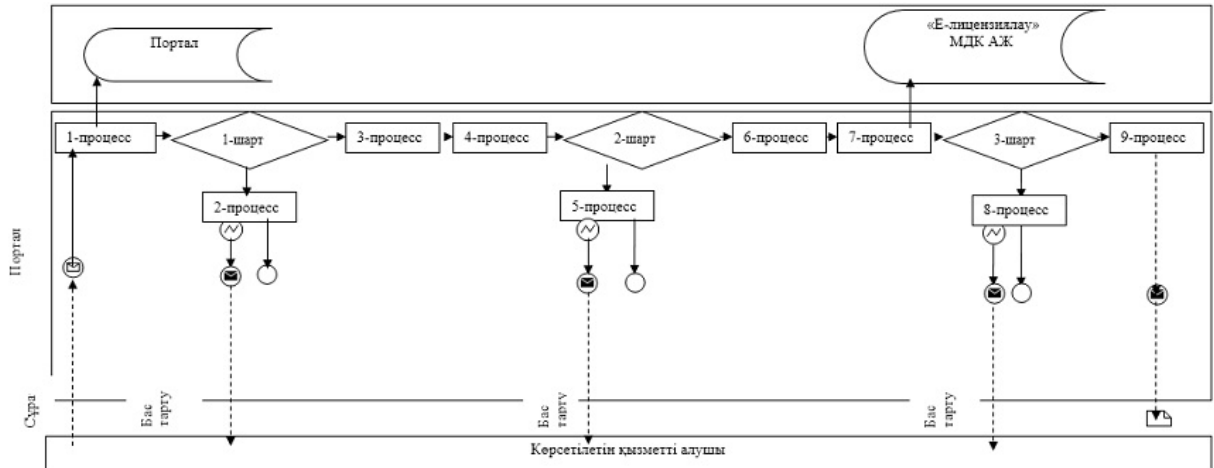 Портал
«Е-лицензиялау»
МДК АЖ
1-процесс
1-шарт
3-процесс
4-процесс
2-шарт
6-процесс
7-процесс
3-шарт
9-процесс
2-процесс
5-процесс
8-процесс
Портал
Сұра
Бас
тарту
Бас
тарту
Бас
тарту
Көрсетілетін қызметті алушы